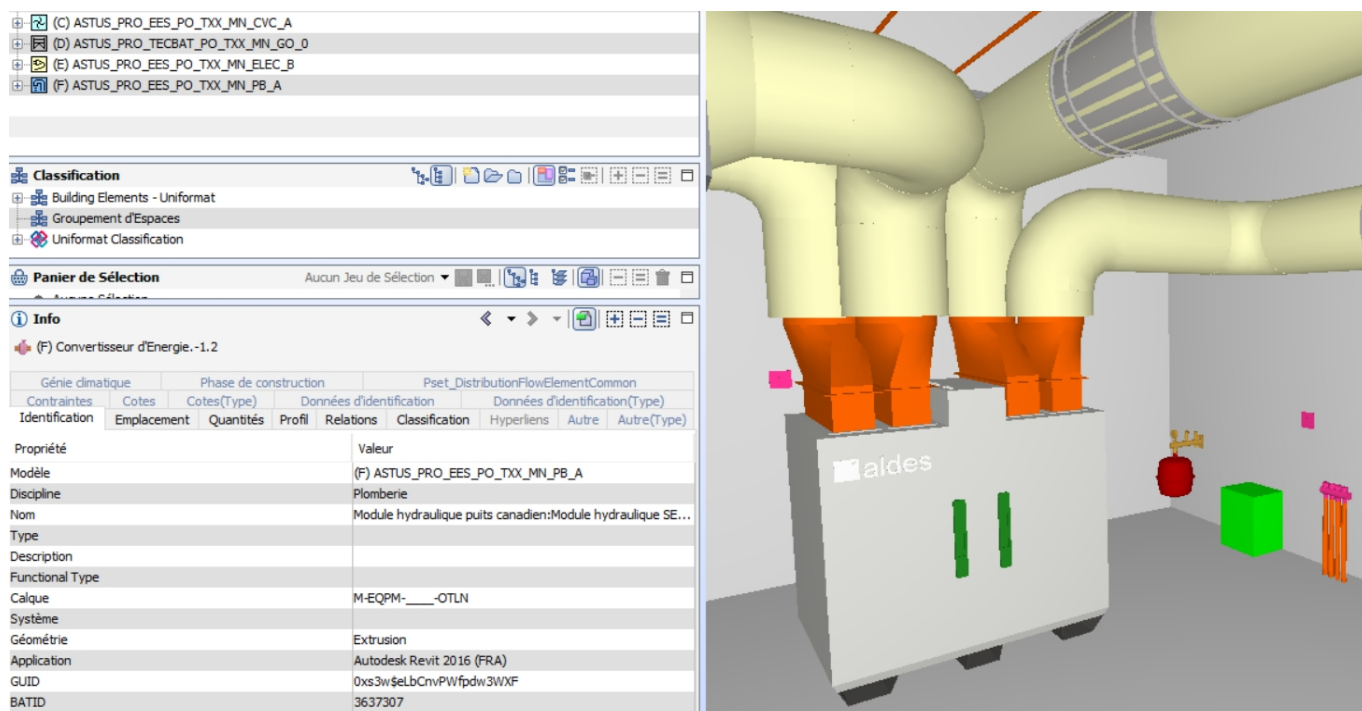 (C) ASTUS_PRO_EES_PO_TXX_MN_CVC_A
(D) ASTUS_PRO_TECBAT_PO_TXX_MN_GO_0
(E) ASTUS_PRO_EES_PO_TXX_MN_ELEC_B
(F) ASTUS_PRO_EES_PO_TXX_MN_PB_A
Classification
Building Elements - Uniformat
Groupement d'Espaces
Uniformat Classification
Panier de Sélection Aucun Jeu de Sélection
Info
(F) Convertisseur d'Energie.-1.2
Génie climatique Phase de construction Pset_DistributionFlowElementCommon
Contraintes Cotes Cotes(Type) Données d'identification Données d'identification(Type)
Identification Emplacement Quantités Profil Relations Classification Hyperliens Autre Autre(Type)
Propriété Valeur
Modèle (F) ASTUS_PRO_EES_PO_TXX_MN_PB_A
Discipline Plomberie
Nom Module hydraulique puits canadien:Module hydraulique SE...
Type
Description
Functional Type
Calque M-EQPM-____-OTLN
Système
Géométrie Extrusion
Application Autodesk Revit 2016 (FRA)
GUID 0xs3w$eLbCnvPWfpdw3WXF
BATID 3637307
aldes